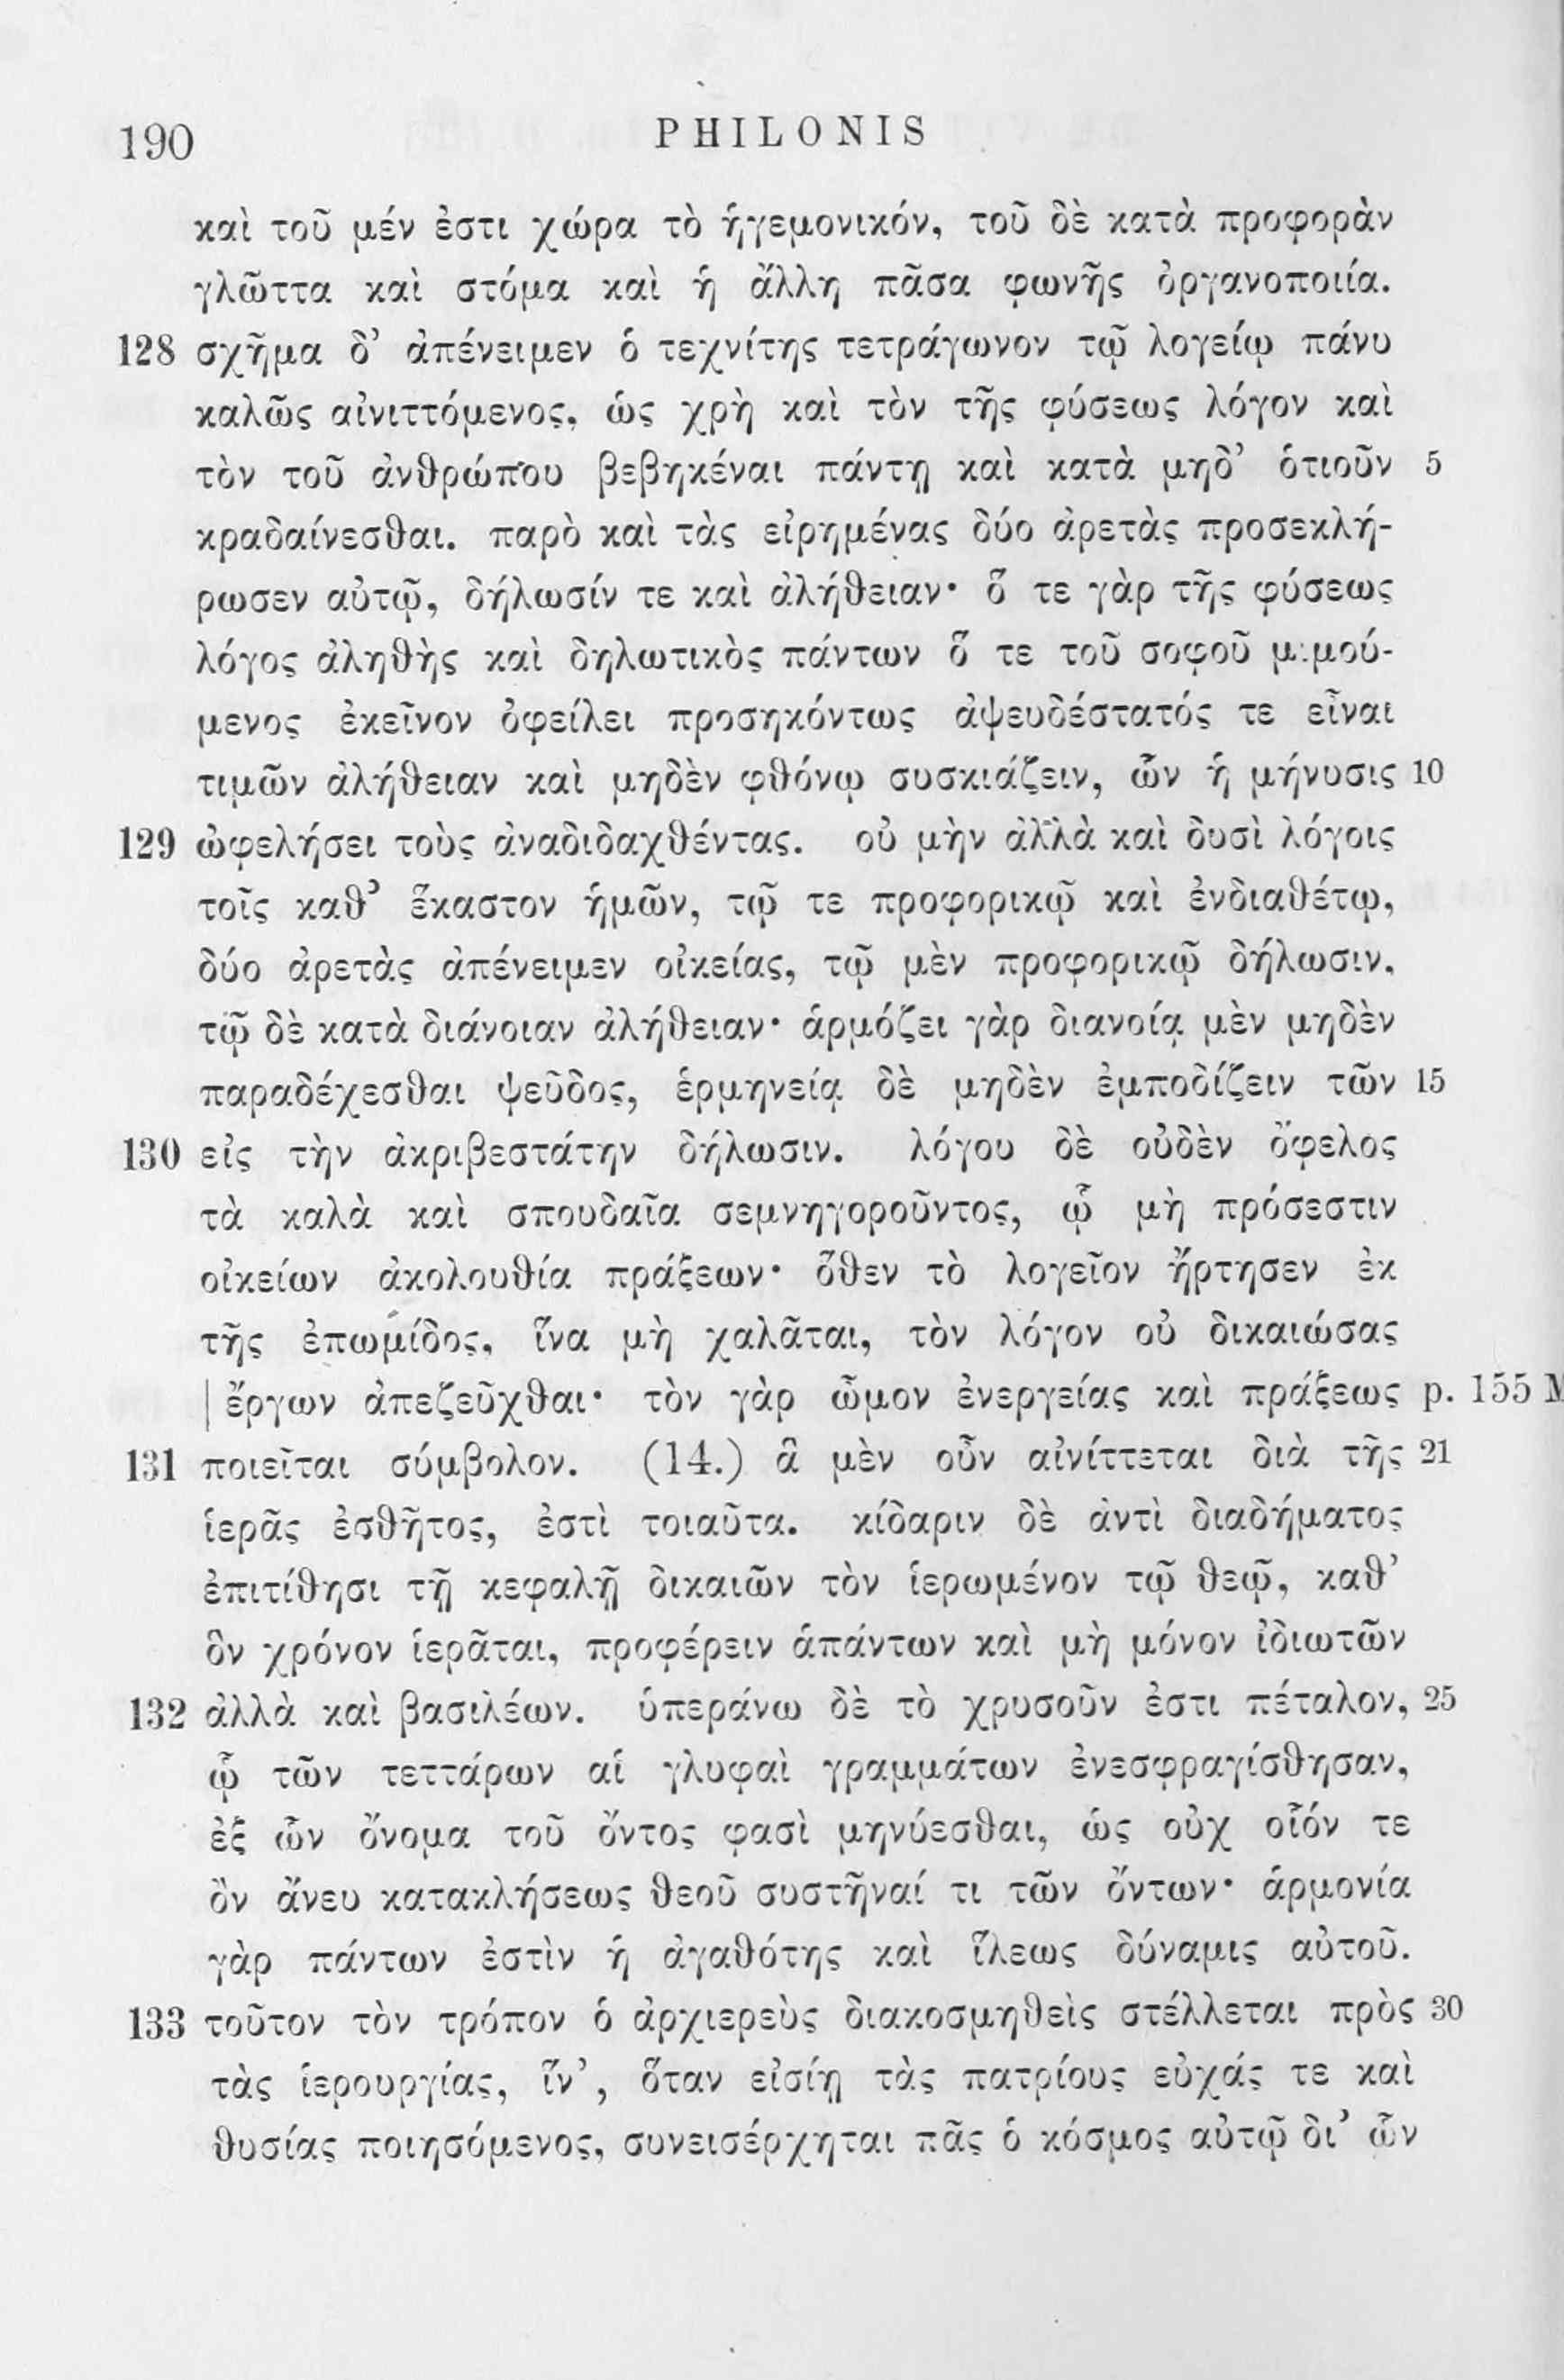 190 PHILONIS
καὶ τοῦ μέν ἐστι χώρα τὸ ἡγεμονικόν, τοῦ δὲ κατὰ προφορὰν
γλῶττα καὶ στόμα καὶ ἡ ἄλλη πᾶσα φωνῆς ὀργανοποιία.
128 σχῆμα δ’ ἀπένειμεν ὁ τεχνίτης τετράγωνον τῷ λογείῳ πάνυ
καλῶς αἰνιττόμενος, ὡς χρὴ καὶ τὸν τῆς φύσεως λόγον καὶ
τὸν τοῦ ἀνθρώπου βεβηκέναι πάντῃ καὶ κατὰ μηδ’ ὁτιοῦν 5
κραδαίνεσθαι. παρὸ καὶ τὰς εἰρημένας δύο ἀρετὰς προσεκλή-
ρωσεν αὐτῷ, δήλωσίν τε καὶ ἀλήθειαν· ὅ τε γὰρ τῆς φύσεως
λόγος ἀληθὴς καὶ δηλωτικὸς πάντων ὅ τε τοῦ σοφοῦ μιμού-
μενος ἐκεῖνον ὀφείλει προσηκόντως ἀψευδέστατός τε εἶναι
τιμῶν ἀλήθειαν καὶ μηδὲν φθόνῳ συσκιάζειν, ὧν ἡ μήνυσις 10
129 ὠφελήσει τοὺς ἀναδιδαχθέντας. οὐ μὴν ἀλλὰ καὶ δυσὶ λόγοις
τοῖς καθ’ ἕκαστον ἡμῶν, τῷ τε προφορικῷ καὶ ἐνδιαθέτῳ,
δύο ἀρετὰς ἀπένειμεν οἰκείας, τῷ μὲν προφορικῷ δήλωσιν,
τῷ δὲ κατὰ διάνοιαν ἀλήθειαν· ἁρμόζει γὰρ διανοίᾳ μὲν μηδὲν
παραδέχεσθαι ψεῦδος, ἑρμηνείᾳ δὲ μηδὲν ἐμποδίζειν τῶν 15
130 εἰς τὴν ἀκριβεστάτην δήλωσιν. λόγου δὲ οὐδὲν ὄφελος
τὰ καλὰ καὶ σπουδαῖα σεμνηγοροῦντος, ᾧ μὴ πρόσεστιν
οἰκείων ἀκολουθία πράξεων· ὅθεν τὸ λογεῖον ἤρτησεν ἐκ
τῆς ἐπωμίδος, ἵνα μὴ χαλᾶται, τὸν λόγον οὐ δικαιώσας
| ἔργων ἀπεζεῦχθαι· τὸν γὰρ ὦμον ἐνεργείας καὶ πράξεως p. 155 M
131 ποιεῖται σύμβολον. (14.) ἃ μὲν οὖν αἰνίττεται διὰ τῆς 21
ἱερᾶς ἐσθῆτος, ἐστὶ τοιαῦτα. κίδαριν δὲ ἀντὶ διαδήματος
ἐπιτίθησι τῇ κεφαλῇ δικαιῶν τὸν ἱερωμένον τῷ θεῷ, καθ’
ὃν χρόνον ἱερᾶται, προφέρειν ἁπάντων καὶ μὴ μόνον ἰδιωτῶν
132 ἀλλὰ καὶ βασιλέων. ὑπεράνω δὲ τὸ χρυσοῦν ἐστι πέταλον, 25
ᾧ τῶν τεττάρων αἱ γλυφαὶ γραμμάτων ἐνεσφραγίσθησαν,
ἐξ ὧν ὄνομα τοῦ ὄντος φασὶ μηνύεσθαι, ὡς οὐχ οἷόν τε
ὂν ἄνευ κατακλήσεως θεοῦ συστῆναί τι τῶν ὄντων· ἁρμονία
γὰρ πάντων ἐστὶν ἡ ἀγαθότης καὶ ἵλεως δύναμις αὐτοῦ.
133 τοῦτον τὸν τρόπον ὁ ἀρχιερεὺς διακοσμηθεὶς στέλλεται πρὸς 30
τὰς ἱερουργίας, ἵν’, ὅταν εἰσίῃ τὰς πατρίους εὐχάς τε καὶ
θυσίας ποιησόμενος, συνεισέρχηται πᾶς ὁ κόσμος αὐτῷ δι’ ὧν